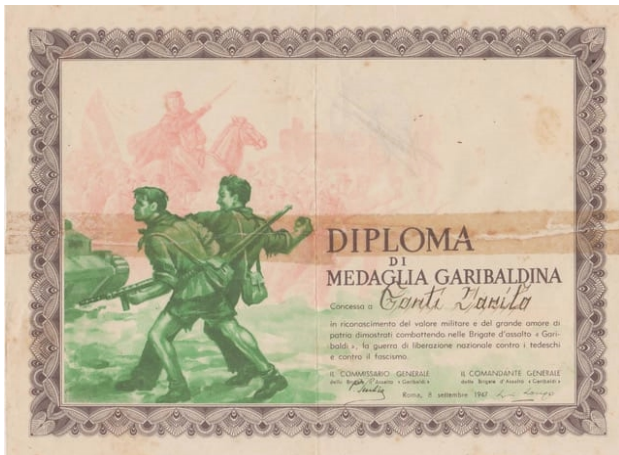 DIPLOMA
DI
MEDAGLIA GARIBALDINA
Concessa a Conti Danilo
in riconoscimento del valore militare e del grande amore di
patria dimostrati combattendo nelle Brigate d'assalto « Gari-
baldi », la guerra di liberazione nazionale contro i tedeschi
e contro il fascismo.
IL COMMISSARIO GENERALE IL COMANDANTE GENERALE
delle Brigate d'Assalto « Garibaldi » delle Brigate d'Assalto « Garibaldi »
Roma, 8 settembre 1947